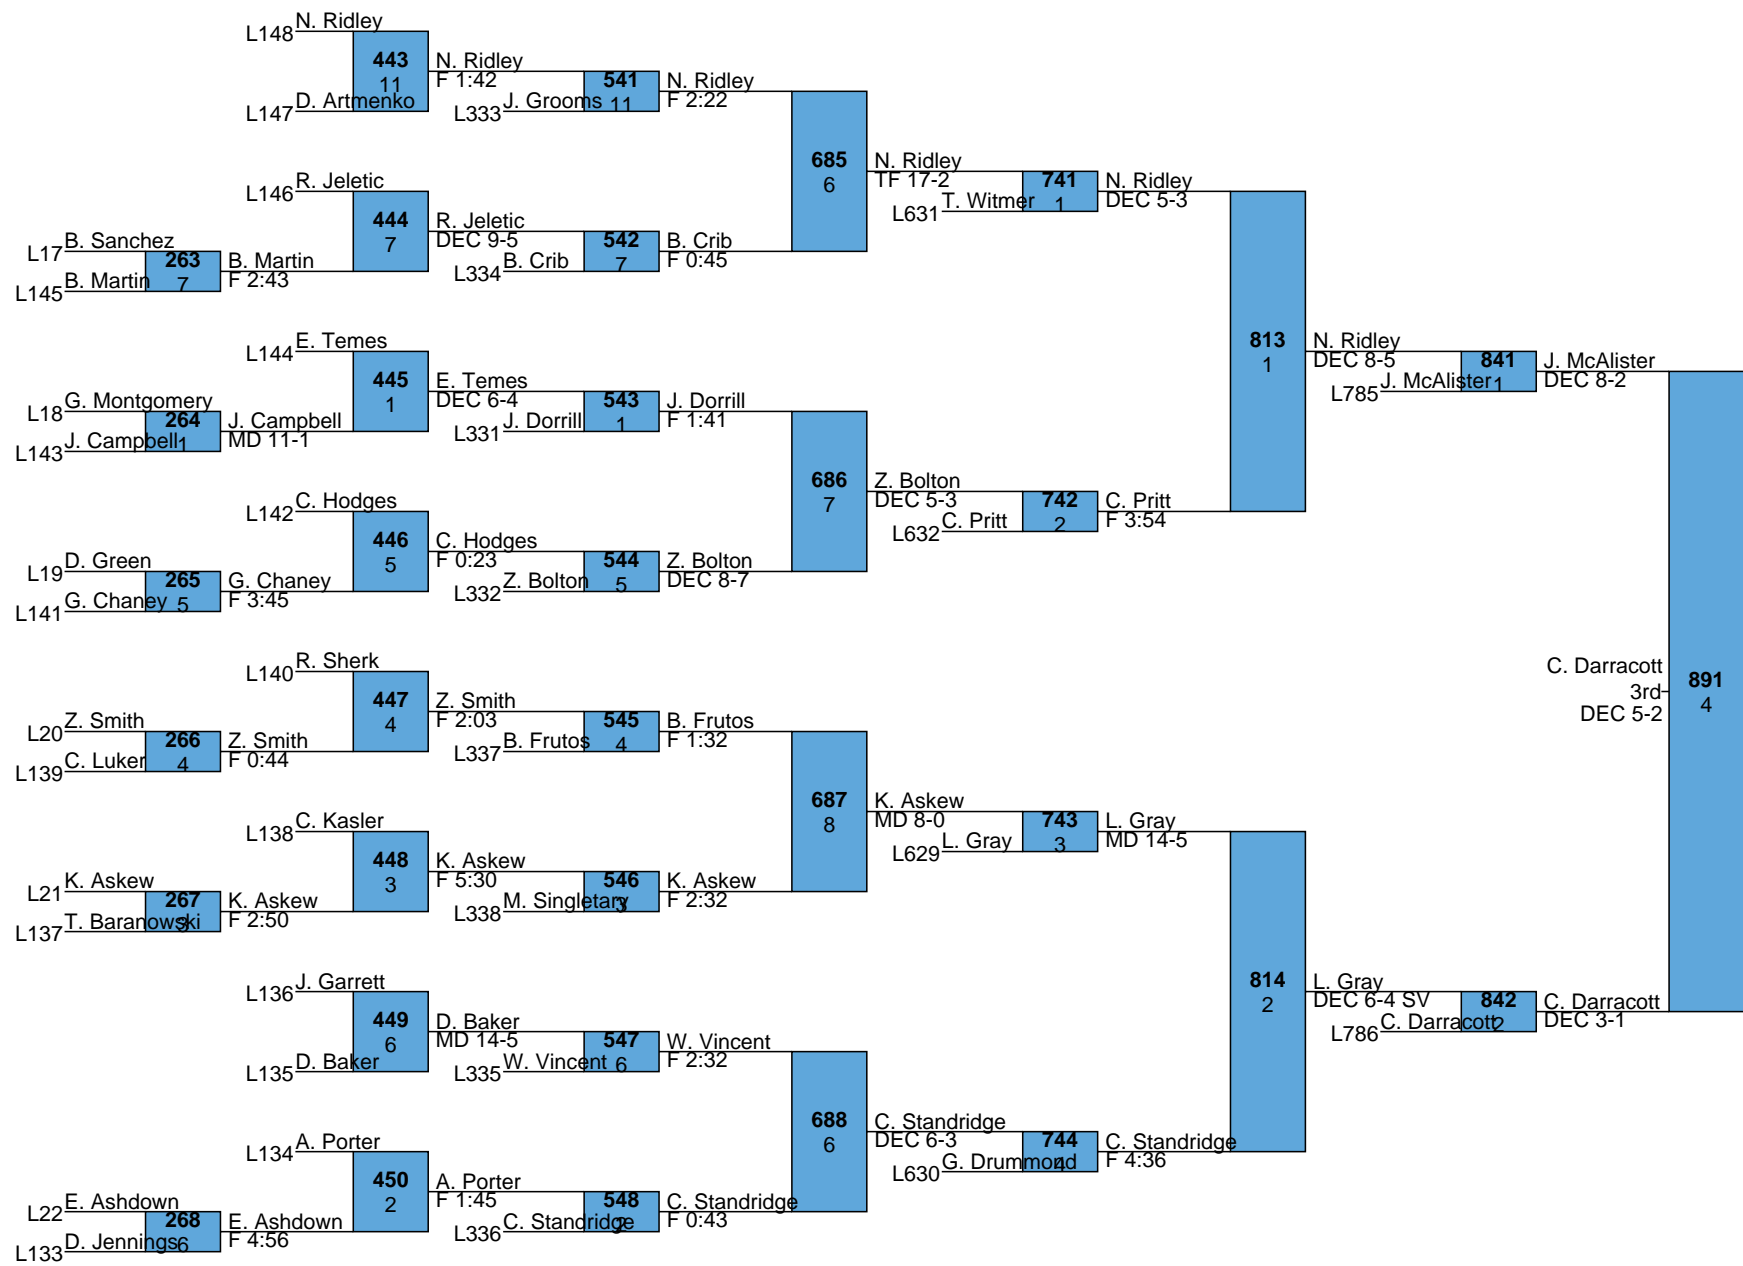 L148 N. Ridley
443
11
L147 D. Artmenko
N. Ridley
F 1:42
541
11
L333 J. Grooms
N. Ridley
F 2:22
L146 R. Jeletic
444
7
L17 B. Sanchez
263
7
L145 B. Martin
B. Martin
F 2:43
R. Jeletic
DEC 9-5
542
7
L334 B. Crib
B. Crib
F 0:45
685
6
N. Ridley
TF 17-2
741
1
L631 T. Witmer
N. Ridley
DEC 5-3
L144 E. Temes
445
1
L18 G. Montgomery
264
1
L143 J. Campbell
J. Campbell
MD 11-1
E. Temes
DEC 6-4
543
1
L331 J. Dorrill
J. Dorrill
F 1:41
L142 C. Hodges
446
5
L19 D. Green
265
5
L141 G. Chaney
G. Chaney
F 3:45
C. Hodges
F 0:23
544
5
L332 Z. Bolton
Z. Bolton
DEC 8-7
686
7
Z. Bolton
DEC 5-3
742
2
L632 C. Pritt
C. Pritt
F 3:54
813
1
N. Ridley
DEC 8-5
841
1
L785 J. McAlister
J. McAlister
DEC 8-2
L140 R. Sherk
447
4
L20 Z. Smith
266
4
L139 C. Luker
Z. Smith
F 0:44
Z. Smith
F 2:03
545
4
L337 B. Frutos
B. Frutos
F 1:32
L138 C. Kasler
448
3
L21 K. Askew
267
3
L137 T. Baranowski
K. Askew
F 2:50
K. Askew
F 5:30
546
3
L338 M. Singletary
K. Askew
F 2:32
687
8
K. Askew
MD 8-0
743
3
L629 L. Gray
L. Gray
MD 14-5
L136 J. Garrett
449
6
L135 D. Baker
D. Baker
MD 14-5
547
6
L335 W. Vincent
W. Vincent
F 2:32
L134 A. Porter
450
2
L22 E. Ashdown
268
6
L133 D. Jennings
E. Ashdown
F 4:56
A. Porter
F 1:45
548
2
L336 C. Standridge
C. Standridge
F 0:43
688
6
C. Standridge
DEC 6-3
744
4
L630 G. Drummond
C. Standridge
F 4:36
814
2
L. Gray
DEC 6-4 SV
842
2
L786 C. Darracott
C. Darracott
DEC 3-1
891
4
C. Darracott
3rd
DEC 5-2